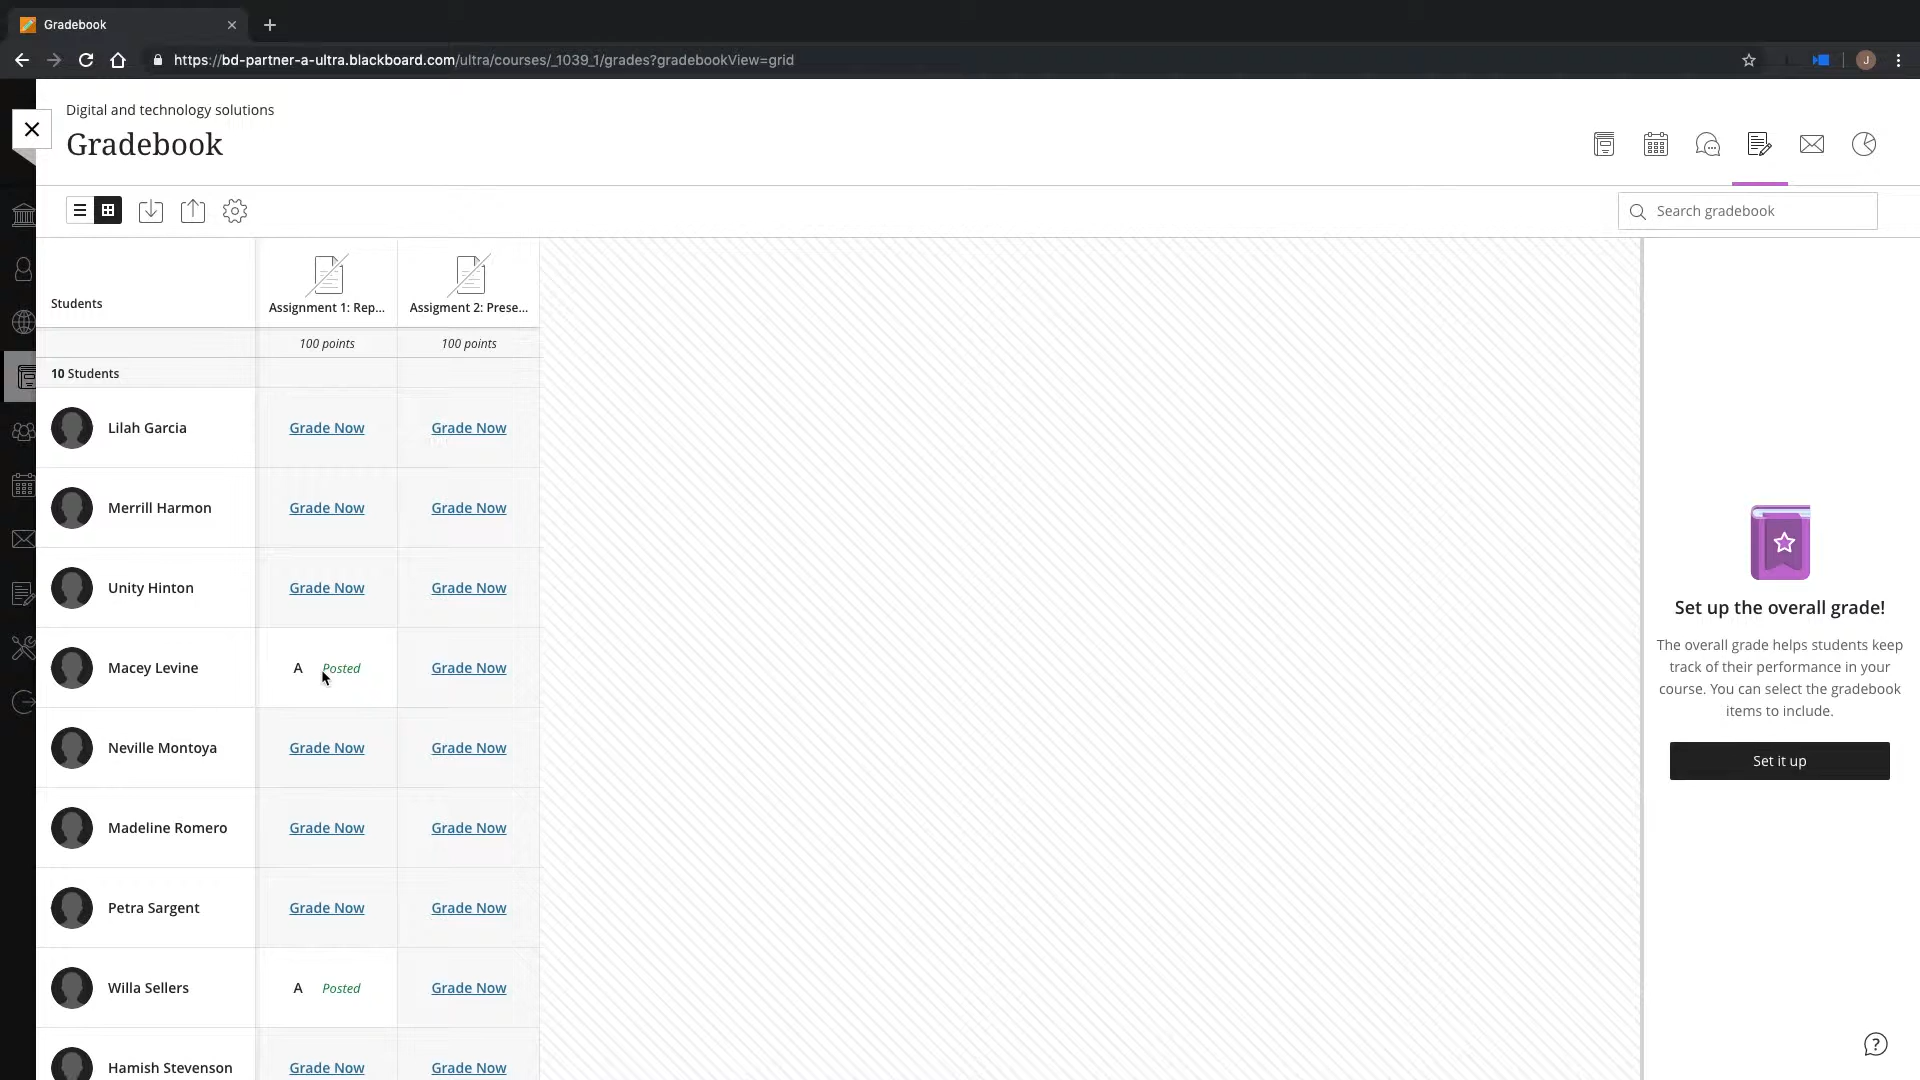 Gradebook
https://bd-partner-a-ultra.blackboard.com/ultra/courses/_1039_1/grades?gradebookView=grid
J
Digital and technology solutions
Gradebook
Search gradebook
Students
Assignment 1: Rep...
Assigment 2: Prese...
100 points
100 points
10 Students
Lilah Garcia
Grade Now
Grade Now
Merrill Harmon
Grade Now
Grade Now
Unity Hinton
Grade Now
Grade Now
Macey Levine
A Posted
Grade Now
Neville Montoya
Grade Now
Grade Now
Madeline Romero
Grade Now
Grade Now
Petra Sargent
Grade Now
Grade Now
Willa Sellers
A Posted
Grade Now
Hamish Stevenson
Grade Now
Grade Now
Set up the overall grade!
The overall grade helps students keep
track of their performance in your
course. You can select the gradebook
items to include.
Set it up